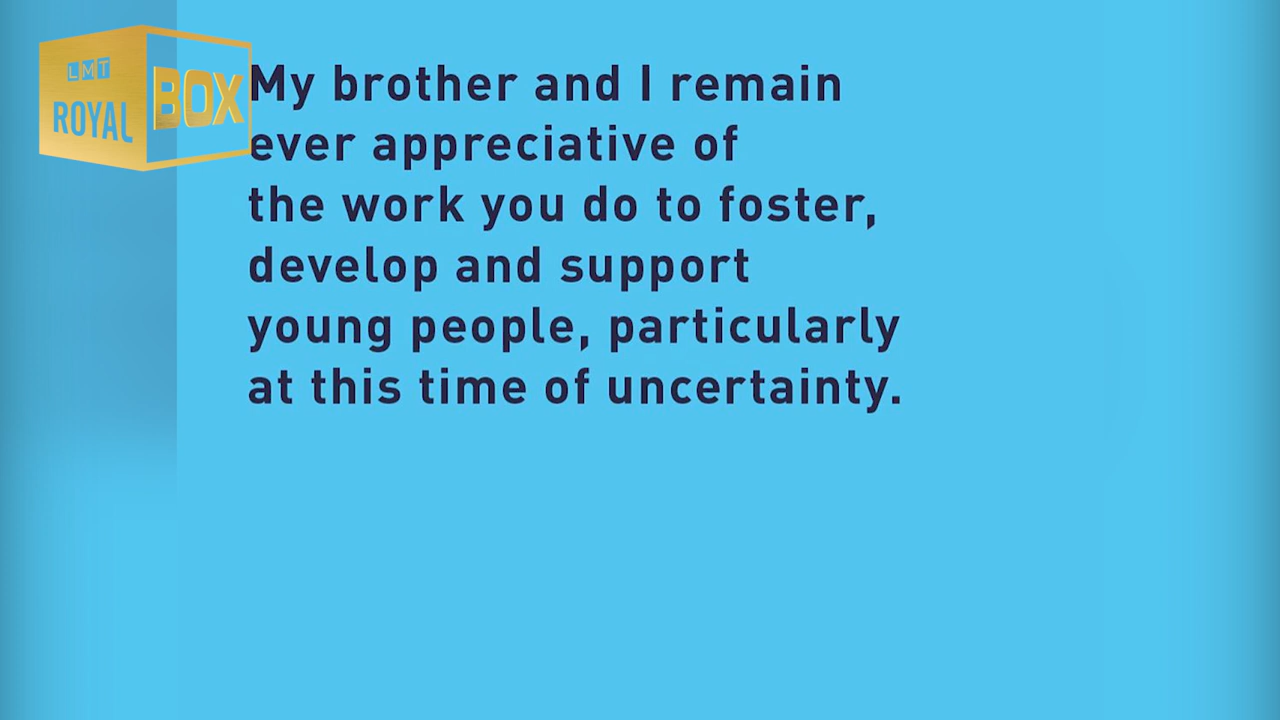 LMT
ROYAL
BOX
My brother and I remain
ever appreciative of
the work you do to foster,
develop and support
young people, particularly
at this time of uncertainty.